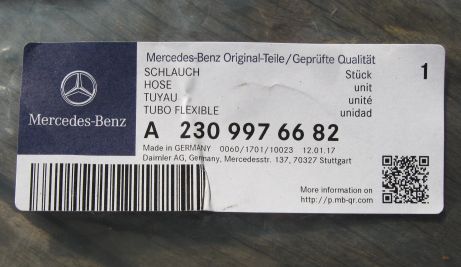 Mercedes-Benz
Mercedes-Benz Original-Teile/Geprüfte Qualität
SCHLAUCH Stück 1
HOSE unit
TUYAU unité
TUBO FLEXIBLE unidad
A 230 997 66 82
Made in GERMANY 0060/1701/10023 12.01.17
Daimler AG, Germany, Mercedesstr. 137, 70327 Stuttgart
More information on
http://p.mb-qr.com